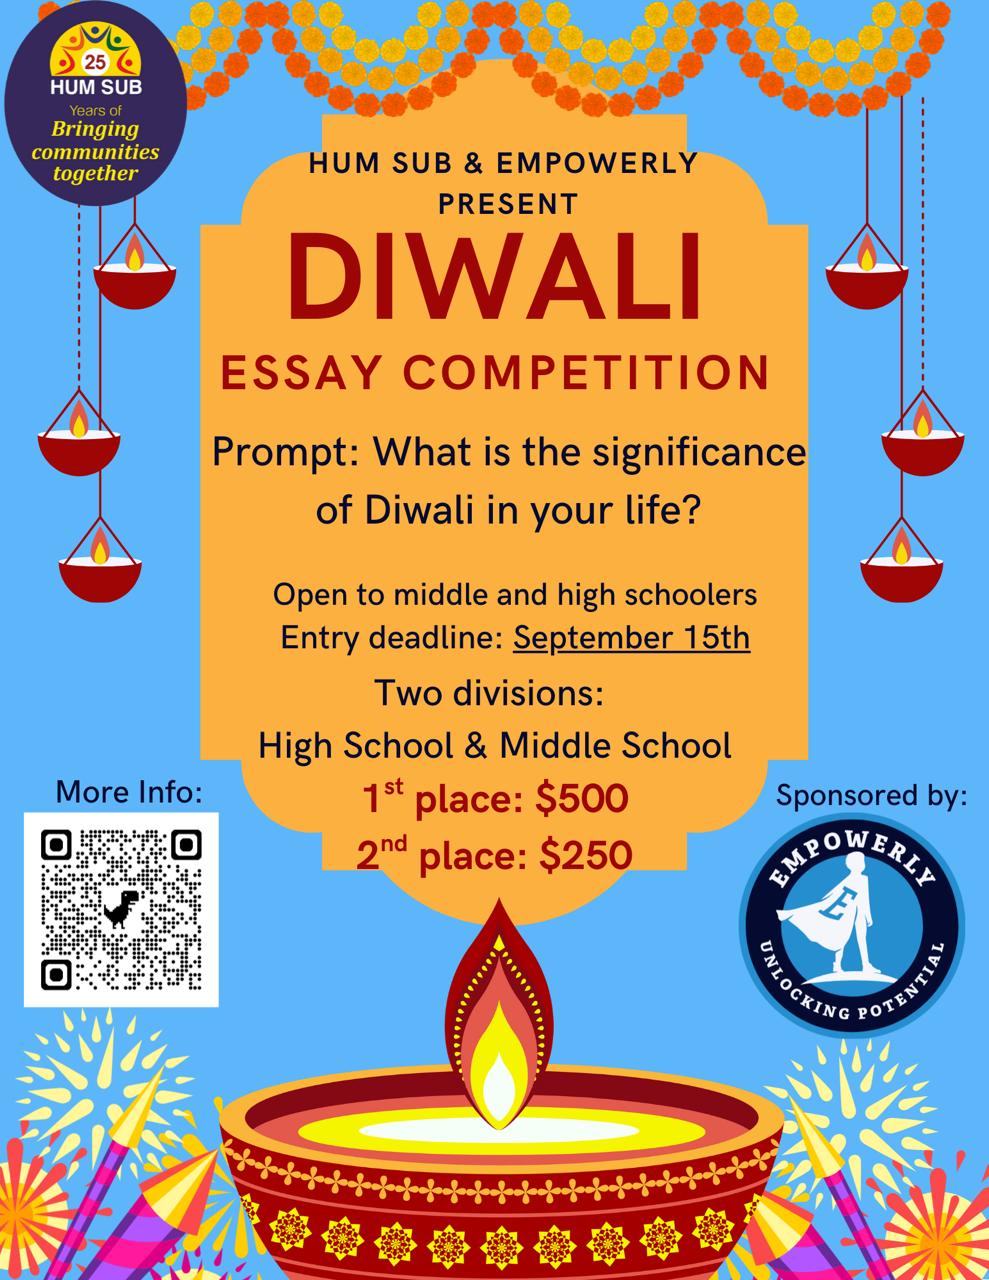 25
HUM SUB
Years of
Bringing
communities
together
HUM SUB & EMPOWERLY
PRESENT
DIWALI
ESSAY COMPETITION
Prompt: What is the significance
of Diwali in your life?
Open to middle and high schoolers
Entry deadline: September 15th
Two divisions:
High School & Middle School
1st place: $500
2nd place: $250
More Info:
Sponsored by:
EMPOWERLY
E
UNLOCKING POTENTIAL